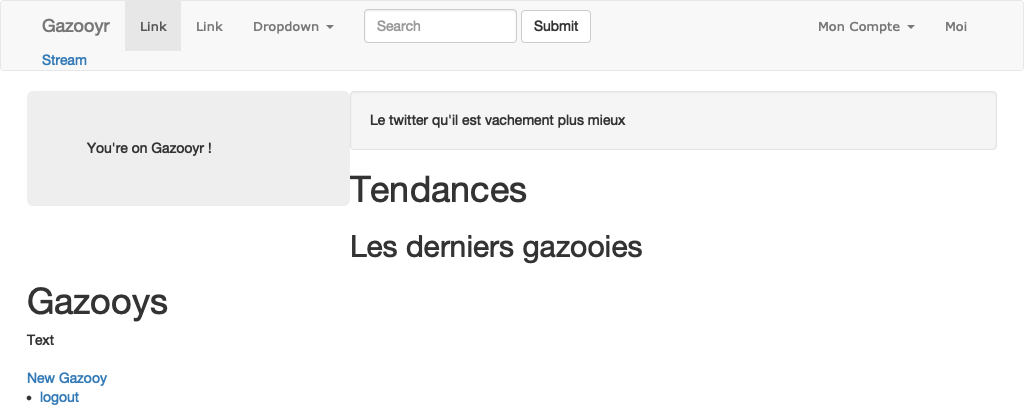 Gazooyr Link Link Dropdown Search Submit Mon Compte Moi
Stream
You're on Gazooyr !
Le twitter qu'il est vachement plus mieux
Tendances
Les derniers gazooies
Gazooys
Text
New Gazooy
logout